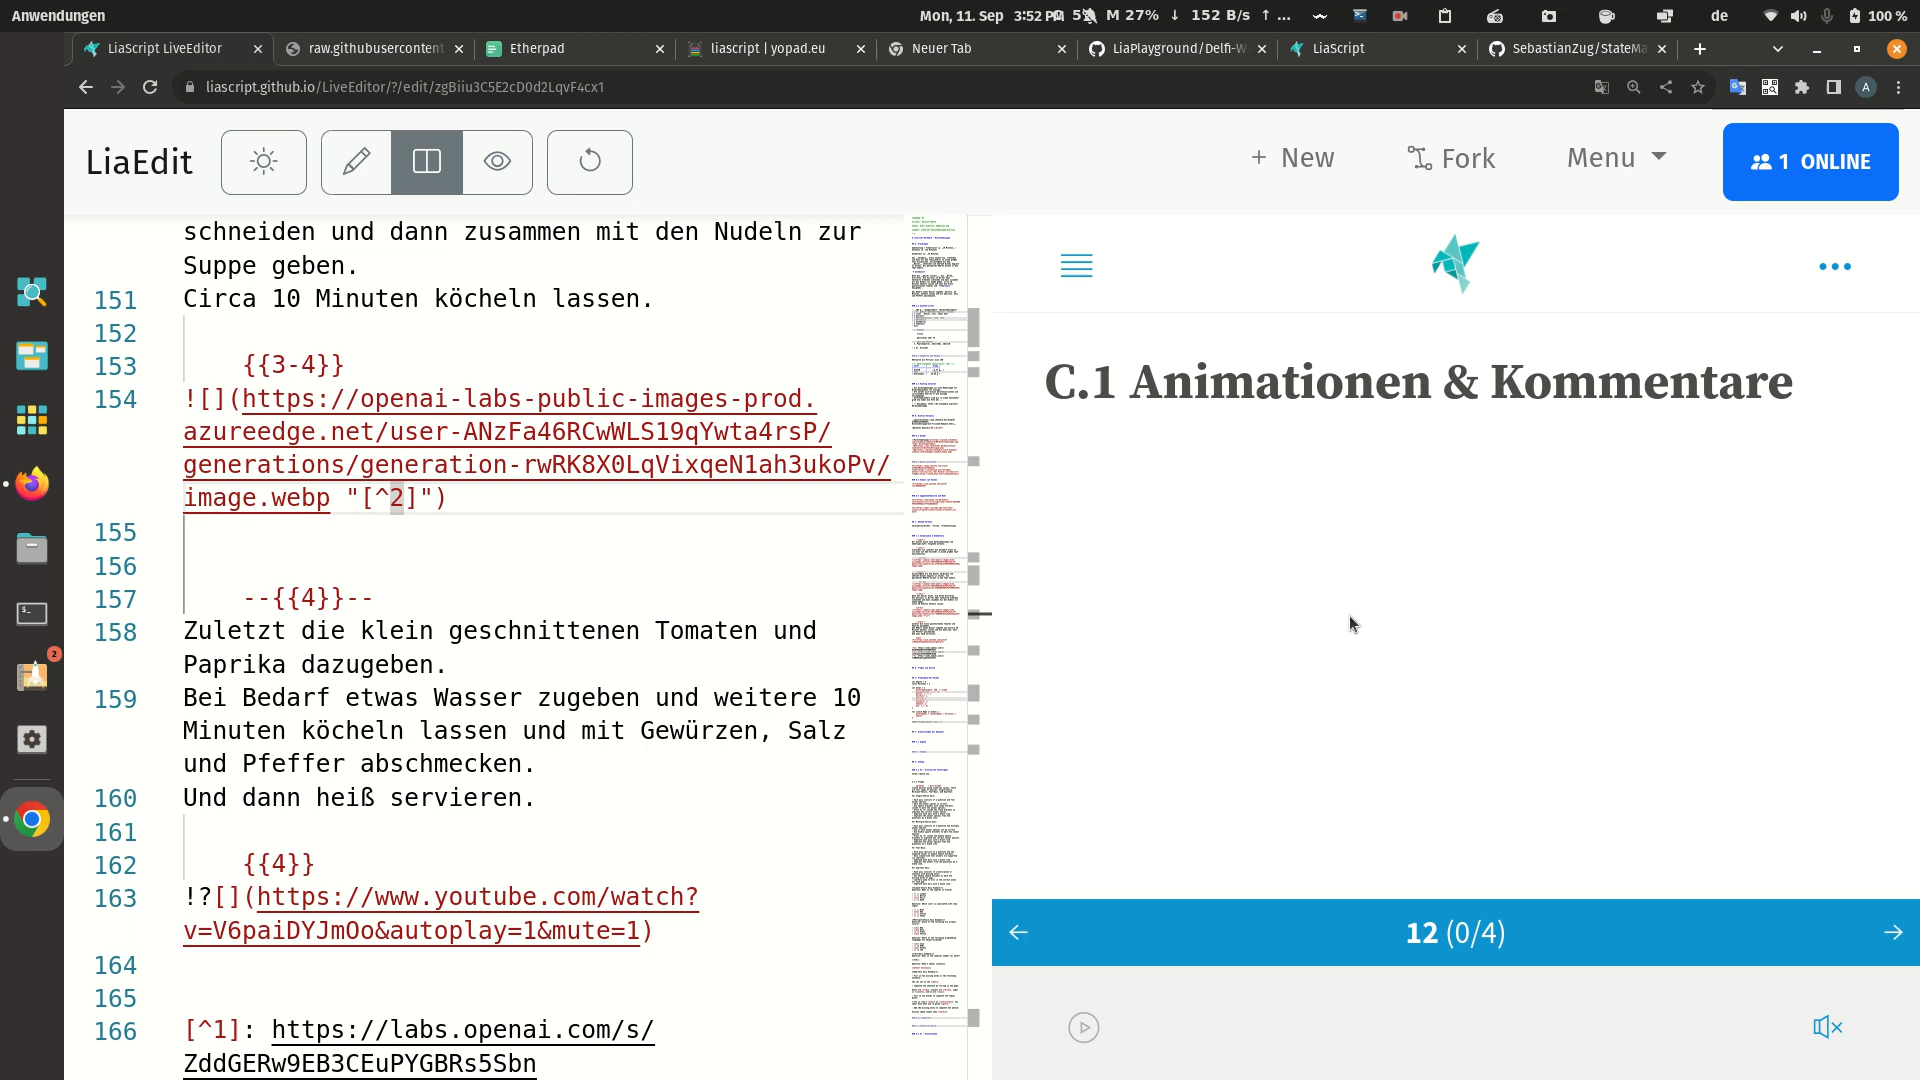 Anwendungen
Mon, 11. Sep 3:52 PM
M 27% ↓ 152 B/s ↑ ...
de
100 %
LiaScript LiveEditor
raw.githubusercontent
Etherpad
liascript | yopad.eu
Neuer Tab
LiaPlayground/Delfi-W
LiaScript
SebastianZug/StateMa
liascript.github.io/LiveEditor/?/edit/zgBiiu3C5E2cD0d2LqvF4cx1
A
LiaEdit
+ New
Fork
Menu
1 ONLINE
schneiden und dann zusammen mit den Nudeln zur
Suppe geben.
151 Circa 10 Minuten köcheln lassen.
152
153 {{3-4}}
154 ![](https://openai-labs-public-images-prod.
azureedge.net/user-ANzFa46RCwWLS19qYwta4rsP/
generations/generation-rwRK8X0LqVixqeN1ah3ukoPv/
image.webp "[^2]")
155
156
157 --{{4}}--
158 Zuletzt die klein geschnittenen Tomaten und
Paprika dazugeben.
159 Bei Bedarf etwas Wasser zugeben und weitere 10
Minuten köcheln lassen und mit Gewürzen, Salz
und Pfeffer abschmecken.
160 Und dann heiß servieren.
161
162 {{4}}
163 !?[](https://www.youtube.com/watch?
v=V6paiDYJmOo&autoplay=1&mute=1)
164
165
166 [^1]: https://labs.openai.com/s/
ZddGERw9EB3CEuPYGBRs5Sbn
C.1 Animationen & Kommentare
12 (0/4)
2